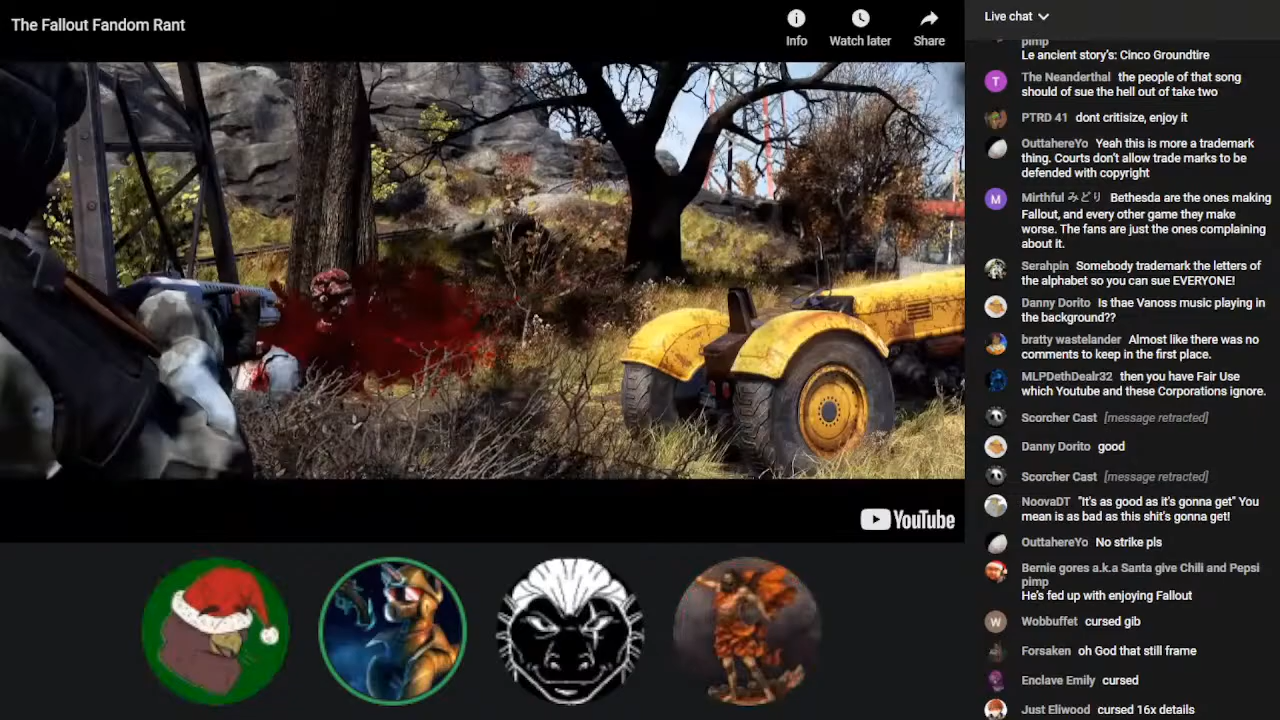 The Fallout Fandom Rant
Info
Watch later
Share
YouTube
Live chat
pimp
Le ancient story's: Cinco Groundtire
T
The Neanderthal the people of that song
should of sue the hell out of take two
PTRD 41 dont critisize, enjoy it
OuttahereYo Yeah this is more a trademark
thing. Courts don't allow trade marks to be
defended with copyright
M
Mirthful みどり Bethesda are the ones making
Fallout, and every other game they make
worse. The fans are just the ones complaining
about it.
Serahpin Somebody trademark the letters of
the alphabet so you can sue EVERYONE!
Danny Dorito Is thae Vanoss music playing in
the background??
bratty wastelander Almost like there was no
comments to keep in the first place.
MLPDethDealr32 then you have Fair Use
which Youtube and these Corporations ignore.
Scorcher Cast [message retracted]
Danny Dorito good
Scorcher Cast [message retracted]
NoovaDT "It's as good as it's gonna get" You
mean is as bad as this shit's gonna get!
OuttahereYo No strike pls
Bernie gores a.k.a Santa give Chili and Pepsi
pimp
He's fed up with enjoying Fallout
W
Wobbuffet cursed gib
Forsaken oh God that still frame
Enclave Emily cursed
Just Eliwood cursed 16x details